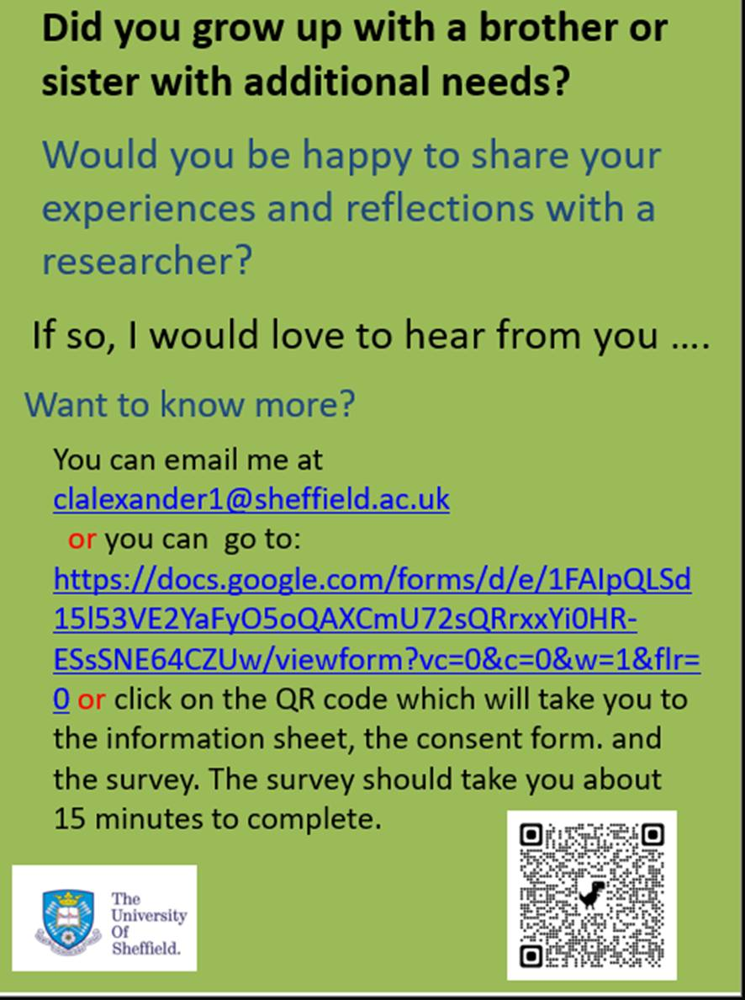 Did you grow up with a brother or
sister with additional needs?
Would you be happy to share your
experiences and reflections with a
researcher?
If so, I would love to hear from you ....
Want to know more?
You can email me at
clalexander1@sheffield.ac.uk
or you can  go to:
https://docs.google.com/forms/d/e/1FAIpQLSd
15l53VE2YaFyO5oQAXCmU72sQRrxxYi0HR-
ESsSNE64CZUw/viewform?vc=0&c=0&w=1&flr=
0 or click on the QR code which will take you to
the information sheet, the consent form. and
the survey. The survey should take you about
15 minutes to complete.
The
University
Of
Sheffield.